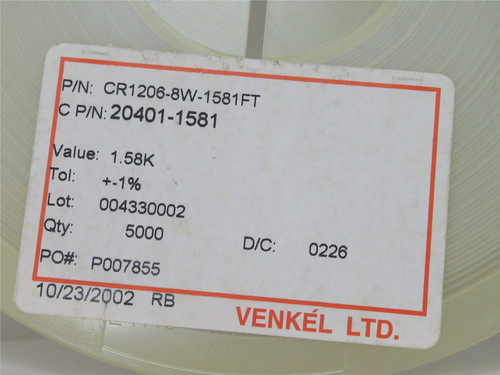 P/N: CR1206-8W-1581FT
C P/N: 20401-1581
Value: 1.58K
Tol: +-1%
Lot: 004330002
Qty: 5000 D/C: 0226
PO#: P007855
10/23/2002 RB
VENKÉL LTD.